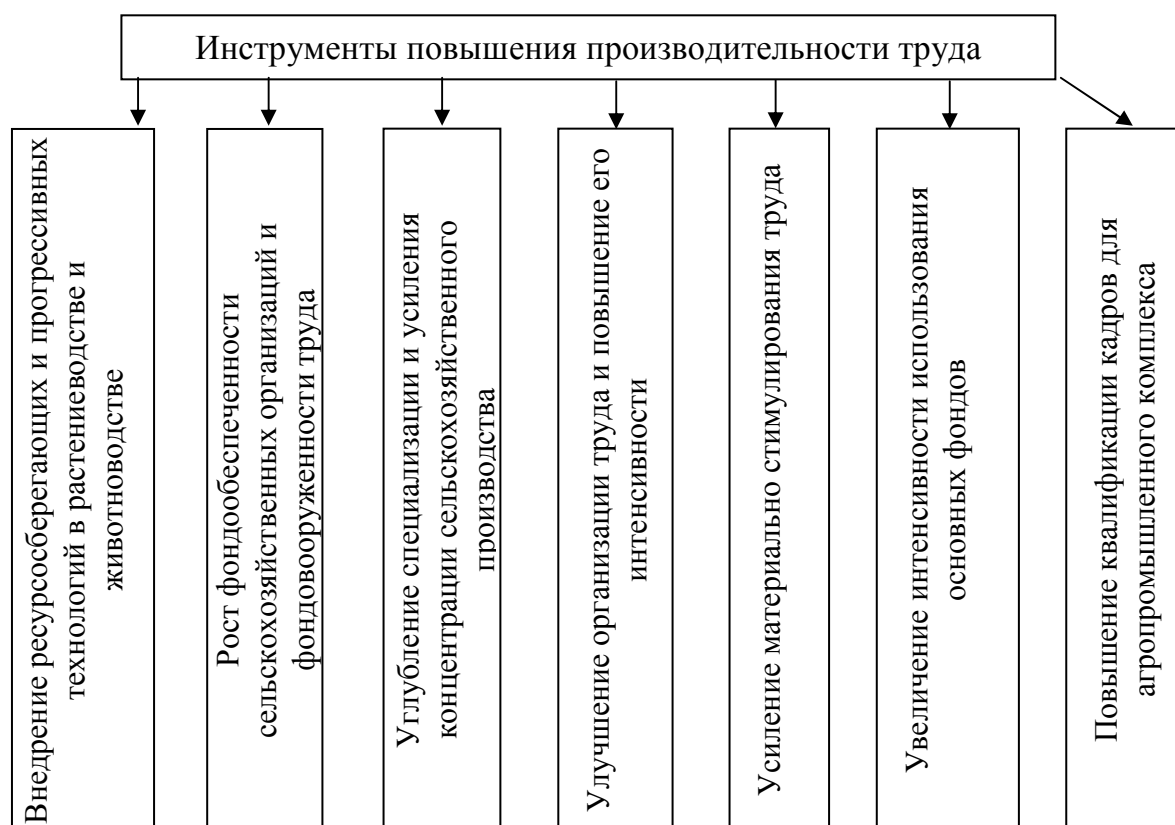 Инструменты повышения производительности труда
Внедрение ресурсосберегающих и прогрессивных
технологий в растениеводстве и
животноводстве
Рост фондообеспеченности
сельскохозяйственных организаций и
фондовооруженности труда
Углубление специализации и усиления
концентрации сельскохозяйственного
производства
Улучшение организации труда и повышение его
интенсивности
Усиление материально стимулирования труда
Увеличение интенсивности использования
основных фондов
Повышение квалификации кадров для
агропромышленного комплекса